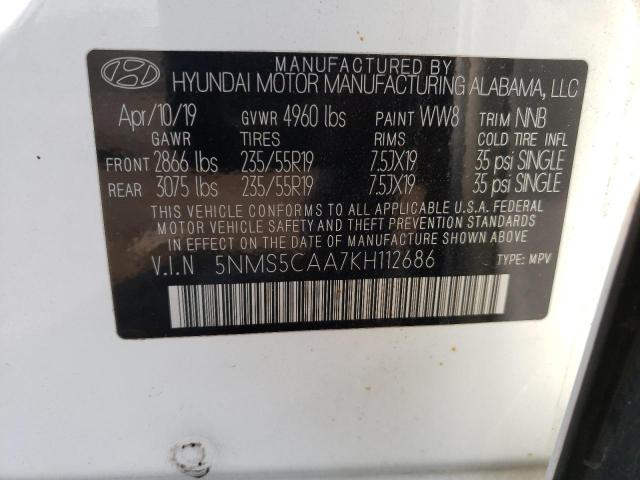 MANUFACTURED BY
HYUNDAI MOTOR MANUFACTURING ALABAMA, LLC
Apr/10/19 GVWR 4960 lbs PAINT WW8 TRIM NNB
GAWR TIRES RIMS COLD TIRE INFL
FRONT 2866 lbs 235/55R19 7.5JX19 35 psi SINGLE
REAR 3075 lbs 235/55R19 7.5JX19 35 psi SINGLE
THIS VEHICLE CONFORMS TO ALL APPLICABLE U.S.A. FEDERAL
MOTOR VEHICLE SAFETY AND THEFT PREVENTION STANDARDS
IN EFFECT ON THE DATE OF MANUFACTURE SHOWN ABOVE.
V.I.N 5NMS5CAA7KH112686 TYPE: MPV